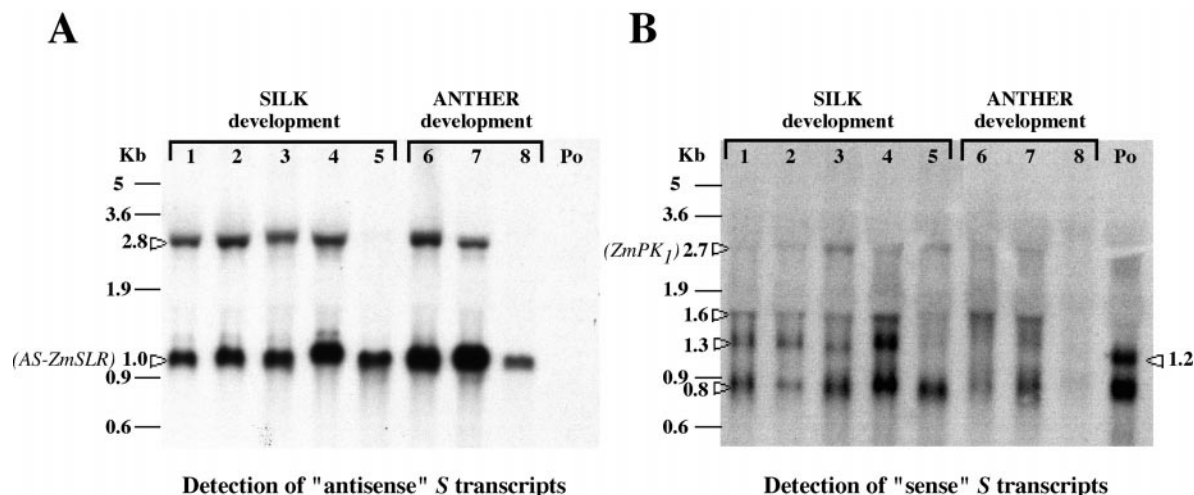 A
SILK
development
ANTHER
development
Kb
1 2 3 4 5 6 7 8 Po
5
3.6
2.8
1.9
(AS-ZmSLR) 1.0
0.9
0.6
Detection of "antisense" S transcripts
B
SILK
development
ANTHER
development
Kb
1 2 3 4 5 6 7 8 Po
5
3.6
(ZmPK1) 2.7
1.9
1.6
1.3
1.2
0.9
0.8
0.6
Detection of "sense" S transcripts